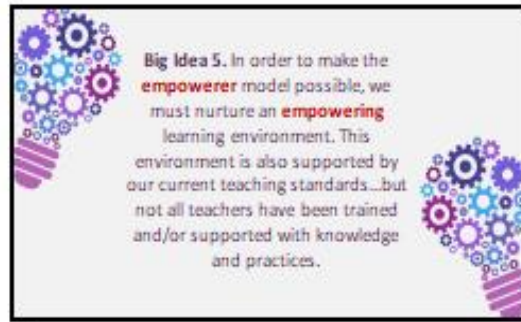 Big Idea 5. In order to make the
empowerer model possible, we
must nurture an empowering
learning environment. This
environment is also supported by
our current teaching standards...but
not all teachers have been trained
and/or supported with knowledge
and practices.